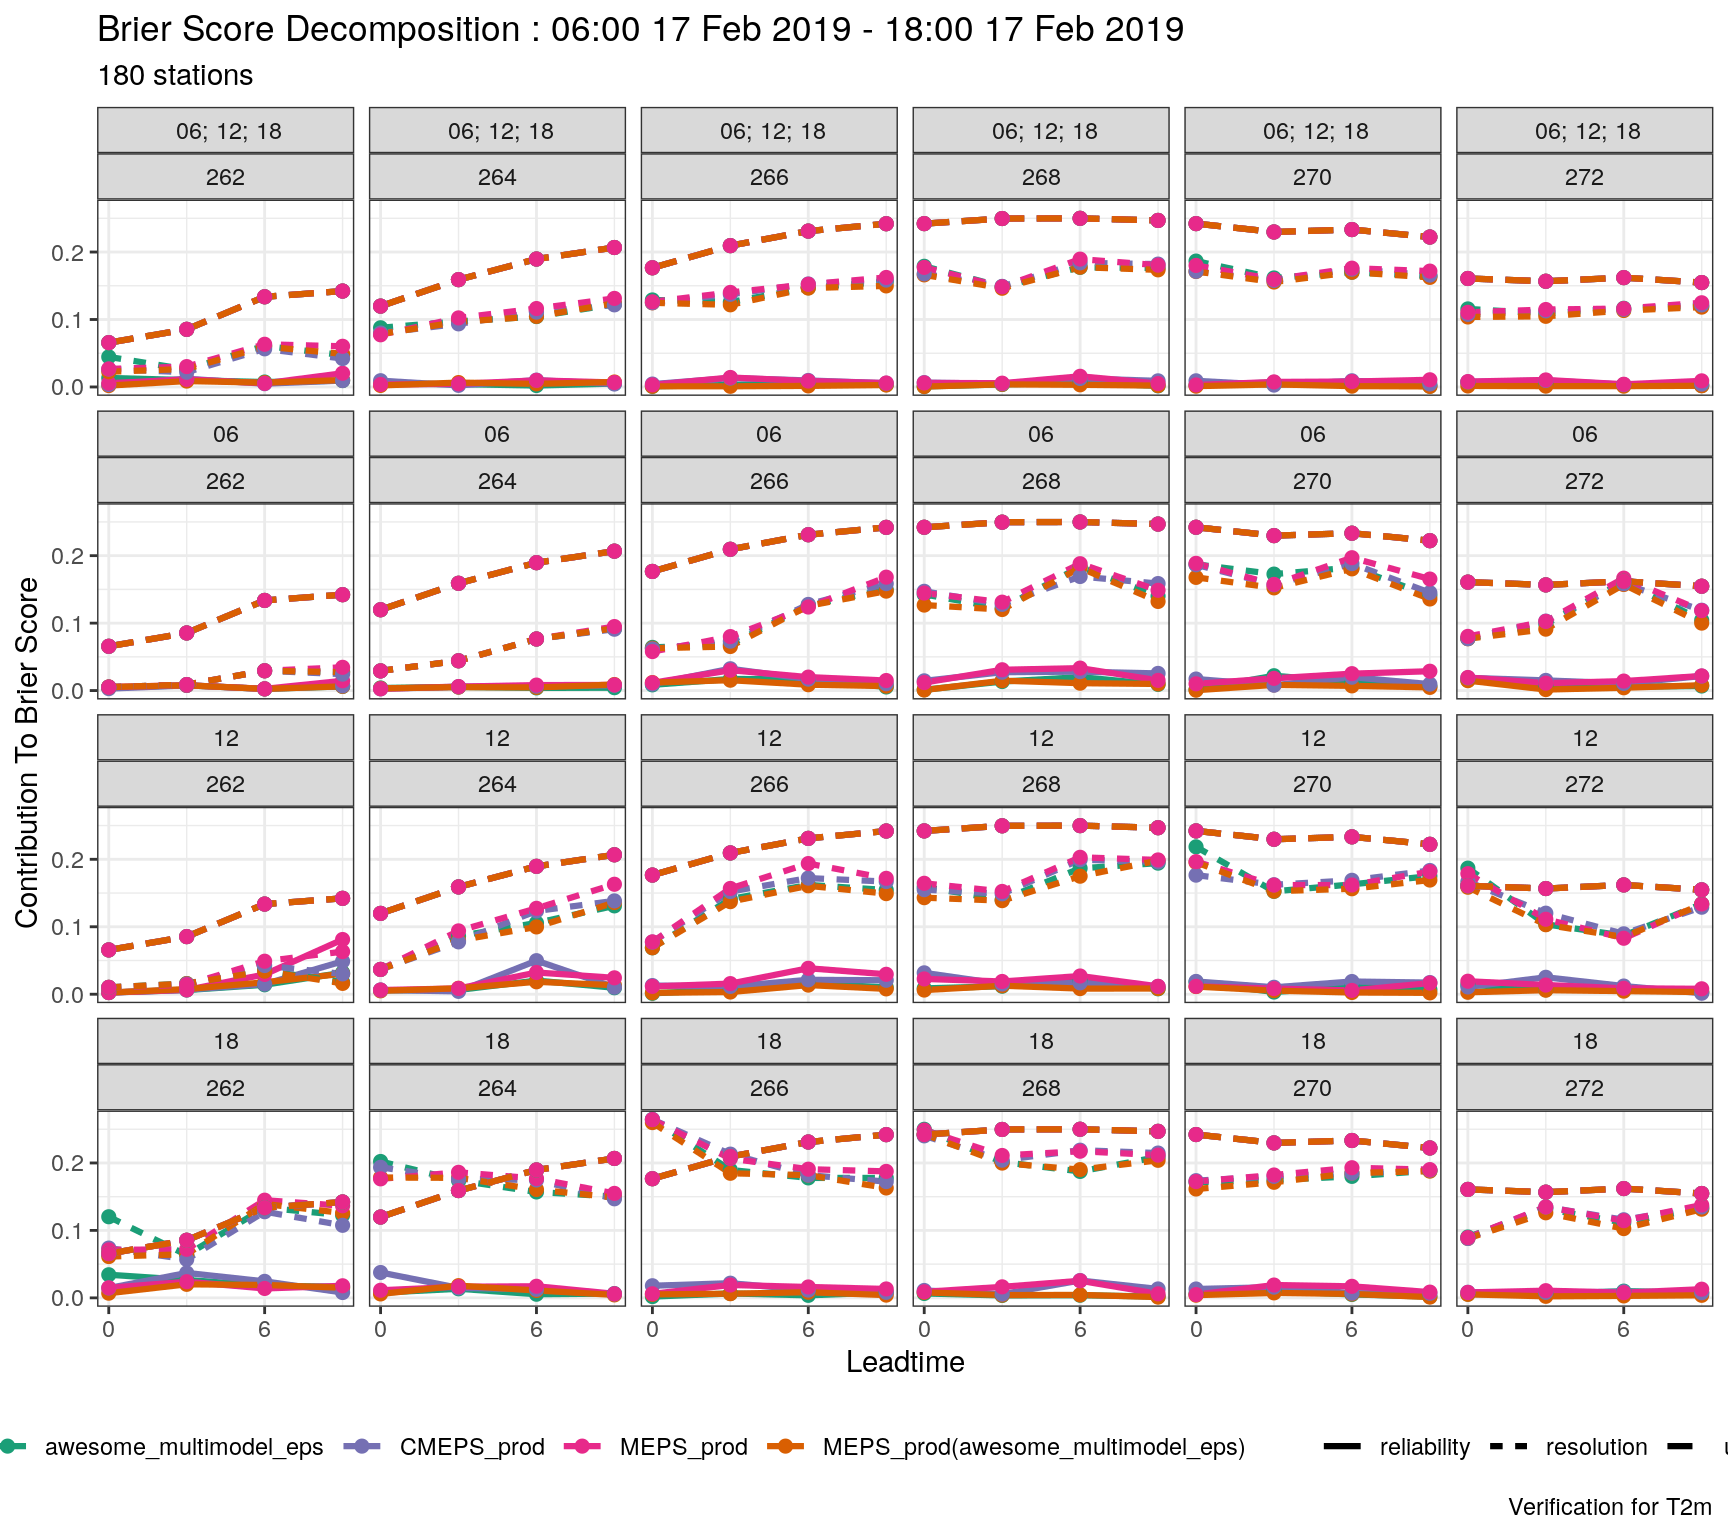 Brier Score Decomposition : 06:00 17 Feb 2019 - 18:00 17 Feb 2019
180 stations
06; 12; 18 06; 12; 18 06; 12; 18 06; 12; 18 06; 12; 18 06; 12; 18
262 264 266 268 270 272
0.2
0.1
0.0
06 06 06 06 06 06
262 264 266 268 270 272
0.2
0.1
0.0
Contribution To Brier Score
12 12 12 12 12 12
262 264 266 268 270 272
0.2
0.1
0.0
18 18 18 18 18 18
262 264 266 268 270 272
0.2
0.1
0.0
0 6 0 6 0 6 0 6 0 6 0 6
Leadtime
awesome_multimodel_eps CMEPS_prod MEPS_prod MEPS_prod(awesome_multimodel_eps) reliability resolution
Verification for T2m